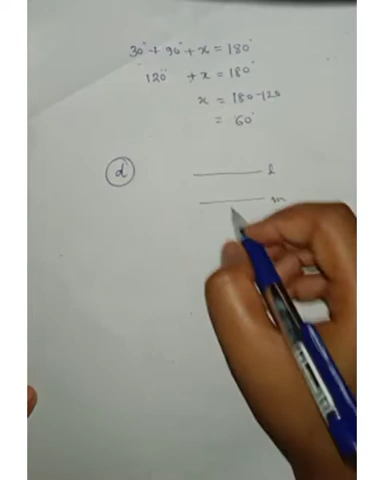 30° + 90° + x = 180°
120° + x = 180°
x = 180 - 120
= 60°
d
l
m